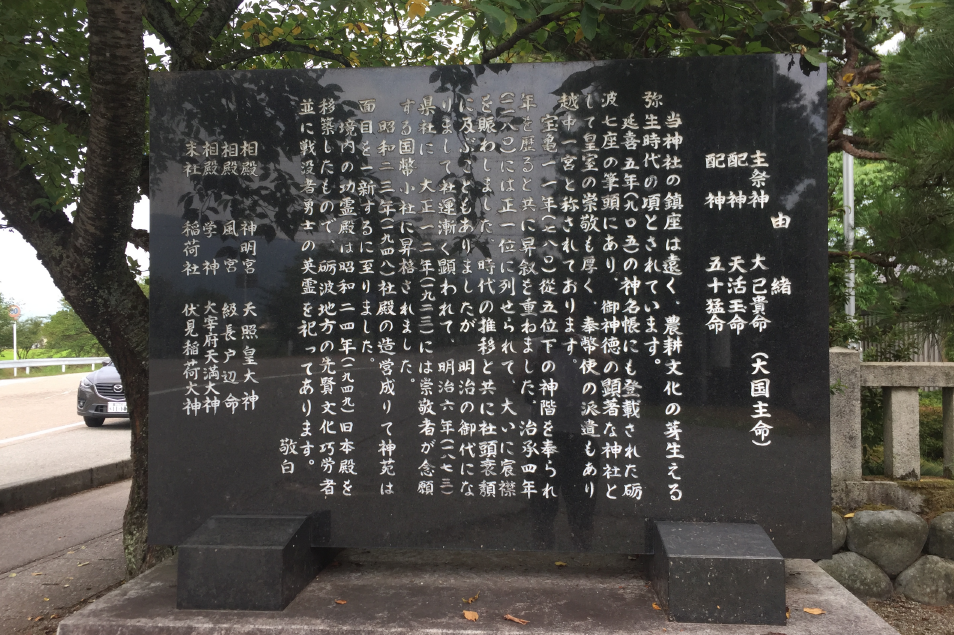 由緒
主祭神 大己貴命 (天国主命)
配神 天活玉命
配神 五十猛命
当神社の鎮座は遠く、農耕文化の芽生える
弥生時代の頃とされています。
延喜五年(九〇五)の神名帳にも登載された砺
波七座の筆頭にあり、御神徳の顕著な神社と
して皇室の崇敬も厚く、奉幣使の派遣もあり
越中一宮と称されております。
宝亀一一年(七八〇)従五位下の神階を奉られ
年を歴ると共に昇叙を重ねました。治承四年
(一一八〇)には正一位に列せられて、大いに宸襟
を賑わしました。時代の推移と共に社頭衰頽
に及ぶこともありましたが、明治の御代にな
りまして社運漸く顕われて、明治六年(一八七三)
県社に、大正一二年(一九二三)には崇敬者が念願
する国幣小社に昇格されました。
昭和二三年(一九四八)社殿の造営成りて神苑は
面目を一新するに至りました。
境内の功霊殿は昭和二四年(一九四九)旧本殿を
移築したもので、砺波地方の先賢文化功労者
並に戦没者勇士の英霊を祀ってあります。
敬白
相殿 神明宮 天照皇大神
相殿 風宮 級長戸辺命
相殿 学神 大宰府天満大神
末社 稲荷社 伏見稲荷大神